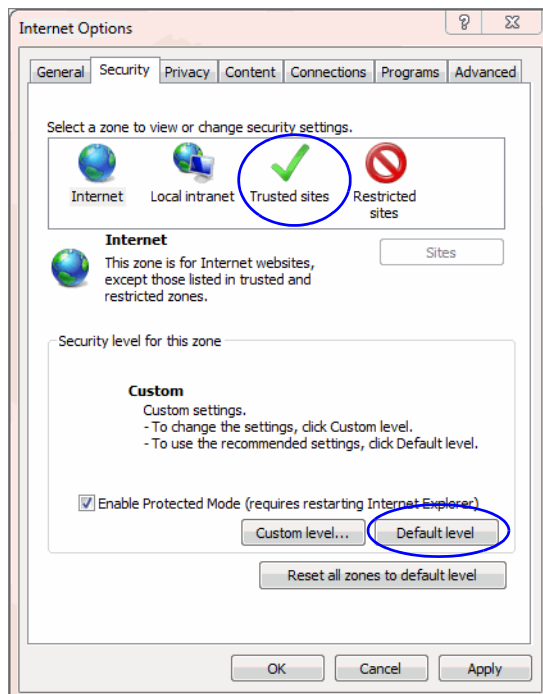 Internet Options
General Security Privacy Content Connections Programs Advanced
Select a zone to view or change security settings.
Internet Local intranet Trusted sites Restricted
sites
Internet
Sites
This zone is for Internet websites,
except those listed in trusted and
restricted zones.
Security level for this zone
Custom
Custom settings.
- To change the settings, click Custom level.
- To use the recommended settings, click Default level.
Enable Protected Mode (requires restarting Internet Explorer)
Custom level... Default level
Reset all zones to default level
OK Cancel Apply